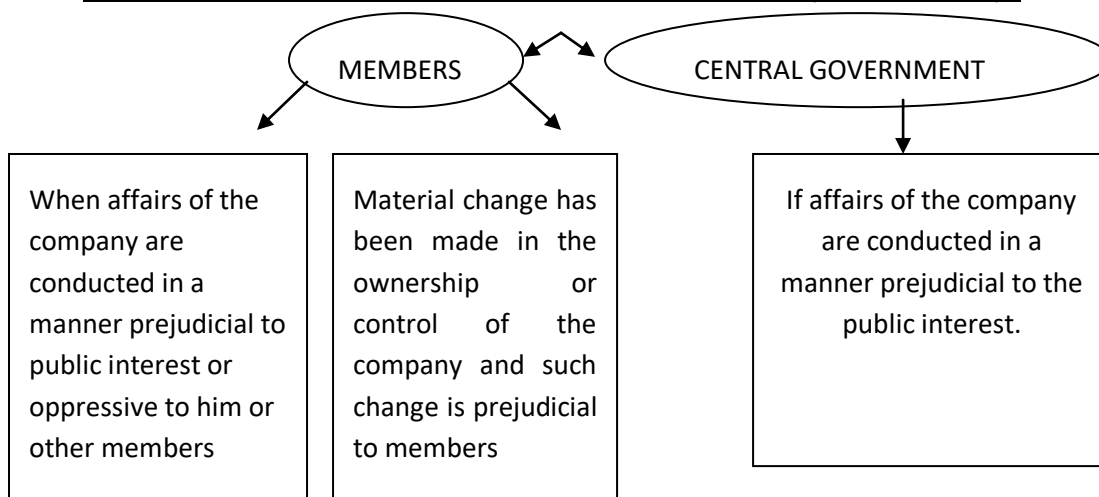 MEMBERS
CENTRAL GOVERNMENT
When affairs of the
company are
conducted in a
manner prejudicial to
public interest or
oppressive to him or
other members
Material change has
been made in the
ownership or
control of the
company and such
change is prejudicial
to members
If affairs of the company
are conducted in a
manner prejudicial to the
public interest.